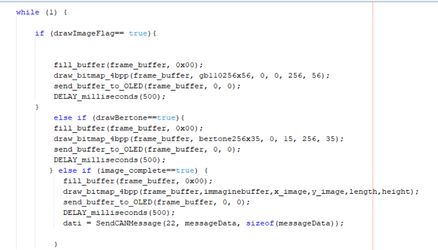 while (1) {
if (drawImageFlag== true){
fill_buffer(frame_buffer, 0x00);
draw_bitmap_4bpp(frame_buffer, gb110256x56, 0, 0, 256, 56);
send_buffer_to_OLED(frame_buffer, 0, 0);
DELAY_milliseconds(500);
}
else if (drawBertone==true){
fill_buffer(frame_buffer, 0x00);
draw_bitmap_4bpp(frame_buffer, bertone256x35, 0, 15, 256, 35);
send_buffer_to_OLED(frame_buffer, 0, 0);
DELAY_milliseconds(500);
} else if (image_complete==true) {
fill_buffer(frame_buffer, 0x00);
draw_bitmap_4bpp(frame_buffer,immaginebuffer,x_image,y_image,length,height);
send_buffer_to_OLED(frame_buffer, 0, 0);
DELAY_milliseconds(500);
dati = SendCANMessage(22, messageData, sizeof(messageData));
}